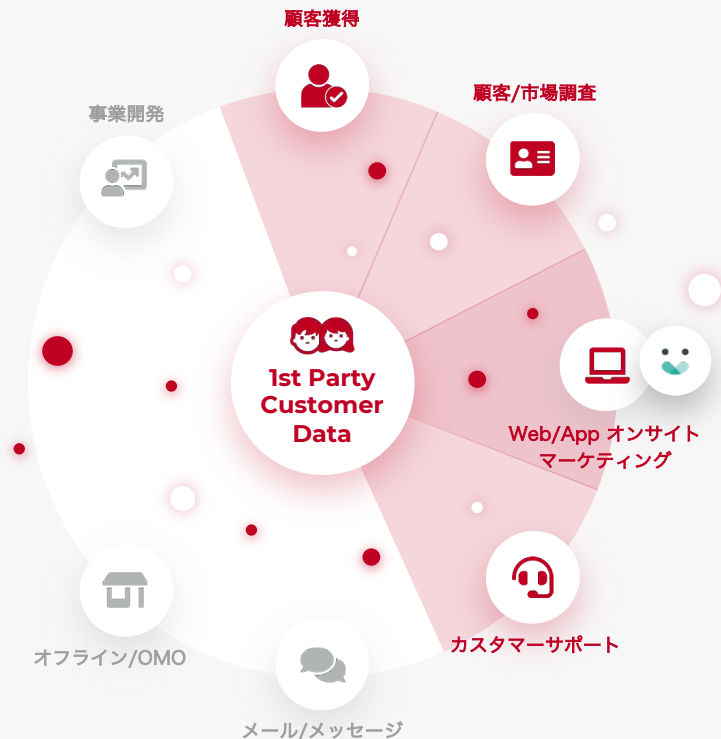 顧客獲得
顧客/市場調査
事業開発
1st Party
Customer
Data
Web/App オンサイト
マーケティング
カスタマーサポート
オフライン/OMO
メール/メッセージ